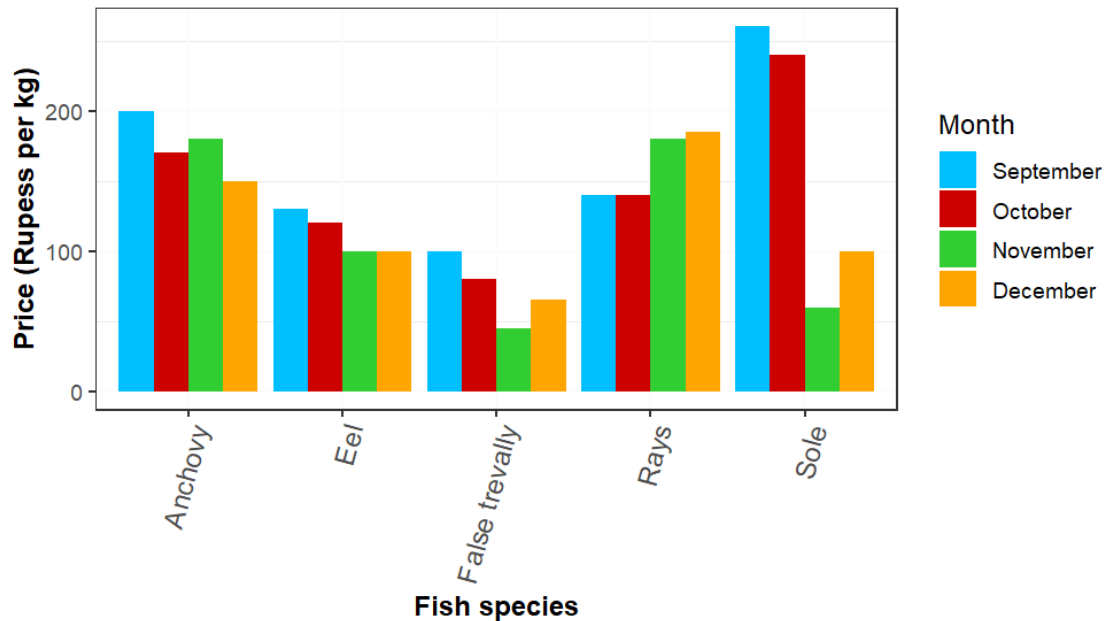 Price (Rupess per kg)
200
100
0
Anchovy
Eel
False trevally
Rays
Sole
Fish species
Month
September
October
November
December